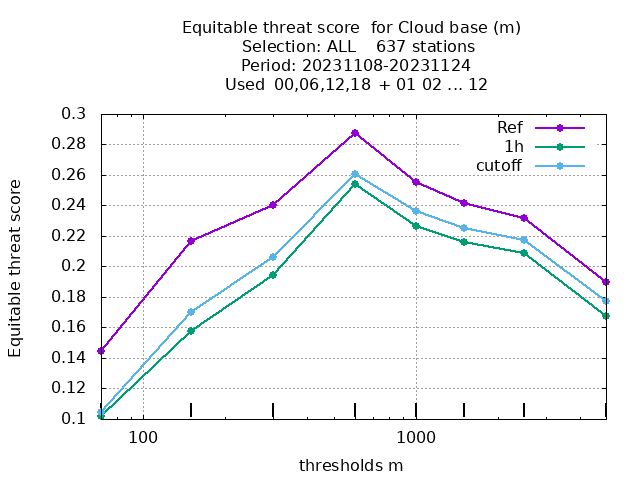 Equitable threat score  for Cloud base (m)
Selection: ALL    637 stations
Period: 20231108-20231124
Used  00,06,12,18  + 01 02 ... 12
Equitable threat score
0.3
0.28
0.26
0.24
0.22
0.2
0.18
0.16
0.14
0.12
0.1
Ref
1h
cutoff
100
1000
thresholds m